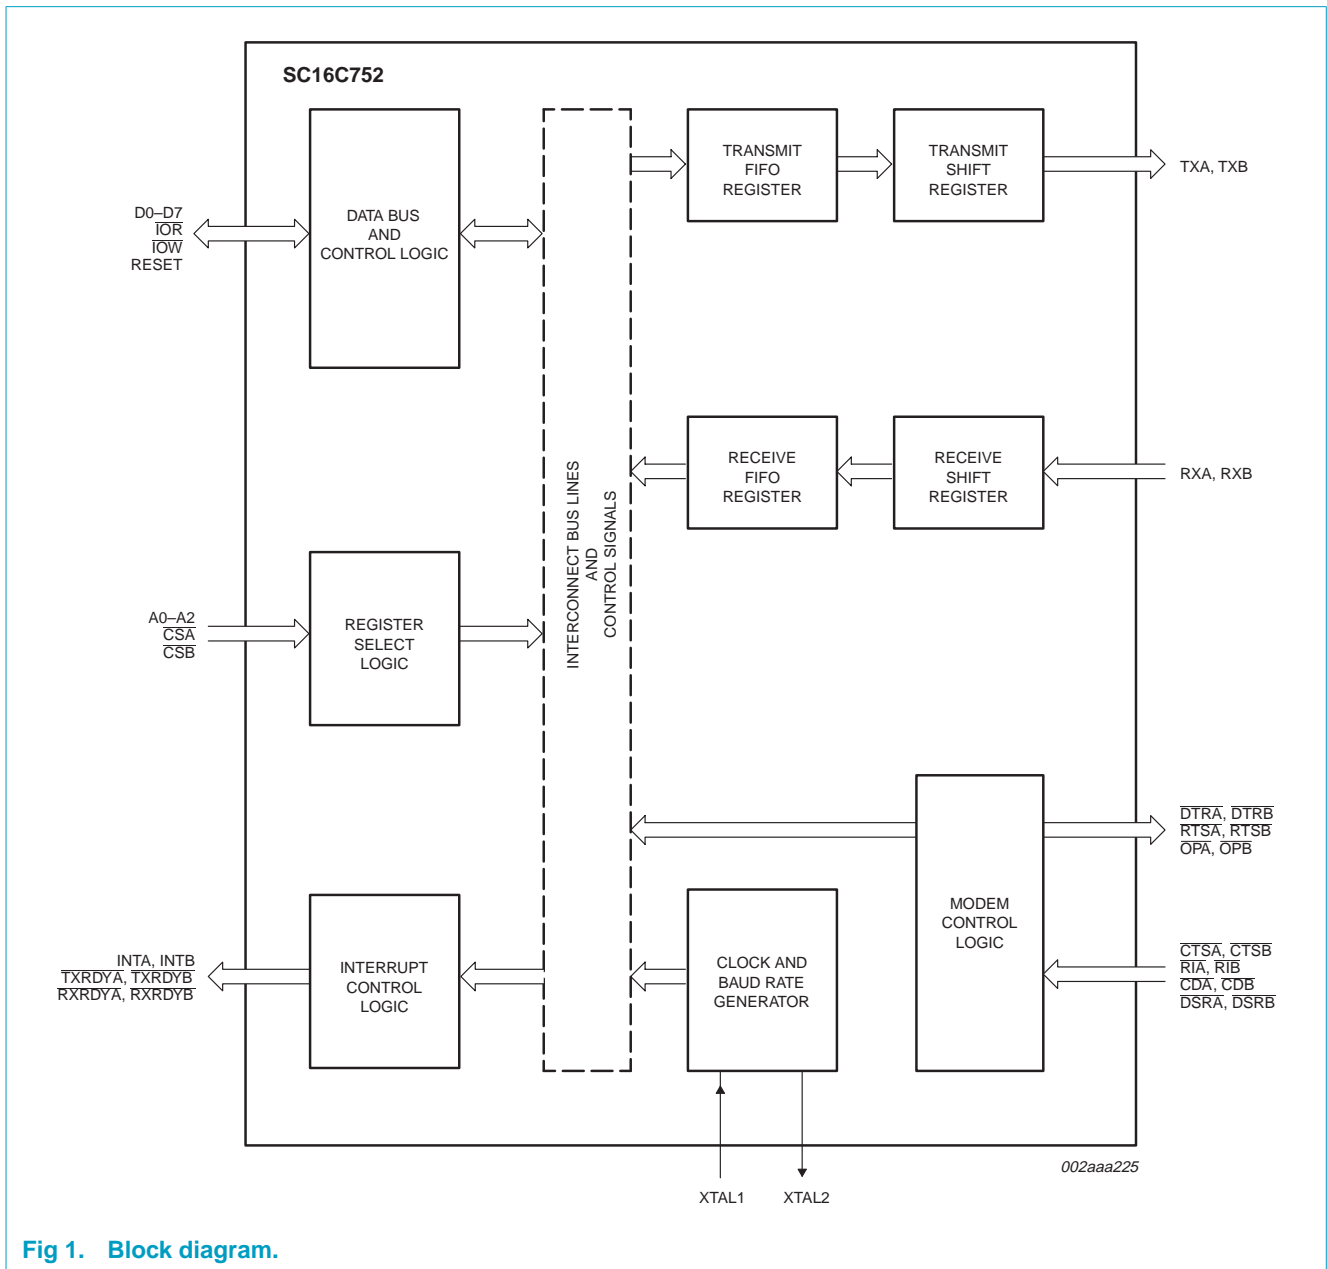 SC16C752
D0–D7
IOR
IOW
RESET
DATA BUS
AND
CONTROL LOGIC
TRANSMIT
FIFO
REGISTER
TRANSMIT
SHIFT
REGISTER
TXA, TXB
INTERCONNECT BUS LINES
AND
CONTROL SIGNALS
RECEIVE
FIFO
REGISTER
RECEIVE
SHIFT
REGISTER
RXA, RXB
A0–A2
CSA
CSB
REGISTER
SELECT
LOGIC
DTRA, DTRB
RTSA, RTSB
OPA, OPB
MODEM
CONTROL
LOGIC
CTSA, CTSB
RIA, RIB
CDA, CDB
DSRA, DSRB
INTA, INTB
TXRDYA, TXRDYB
RXRDYA, RXRDYB
INTERRUPT
CONTROL
LOGIC
CLOCK AND
BAUD RATE
GENERATOR
XTAL1
XTAL2
002aaa225
Fig 1. Block diagram.